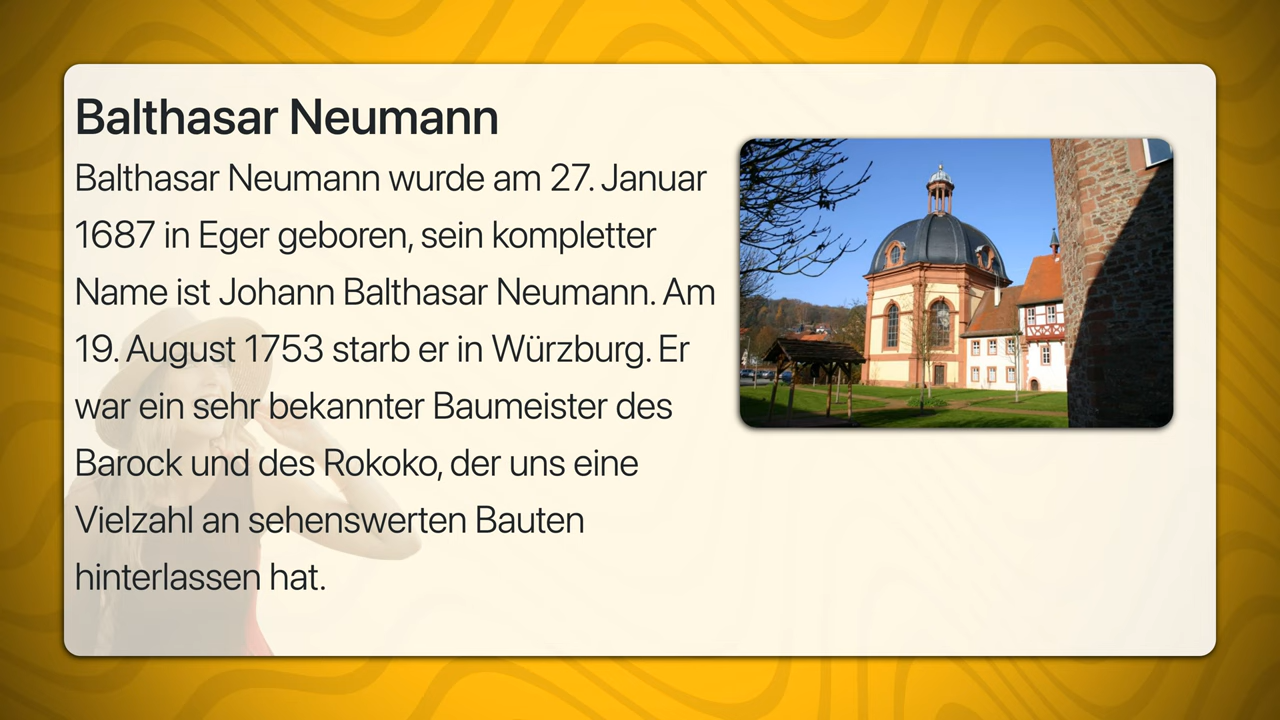 Balthasar Neumann
Balthasar Neumann wurde am 27. Januar
1687 in Eger geboren, sein kompletter
Name ist Johann Balthasar Neumann. Am
19. August 1753 starb er in Würzburg. Er
war ein sehr bekannter Baumeister des
Barock und des Rokoko, der uns eine
Vielzahl an sehenswerten Bauten
hinterlassen hat.